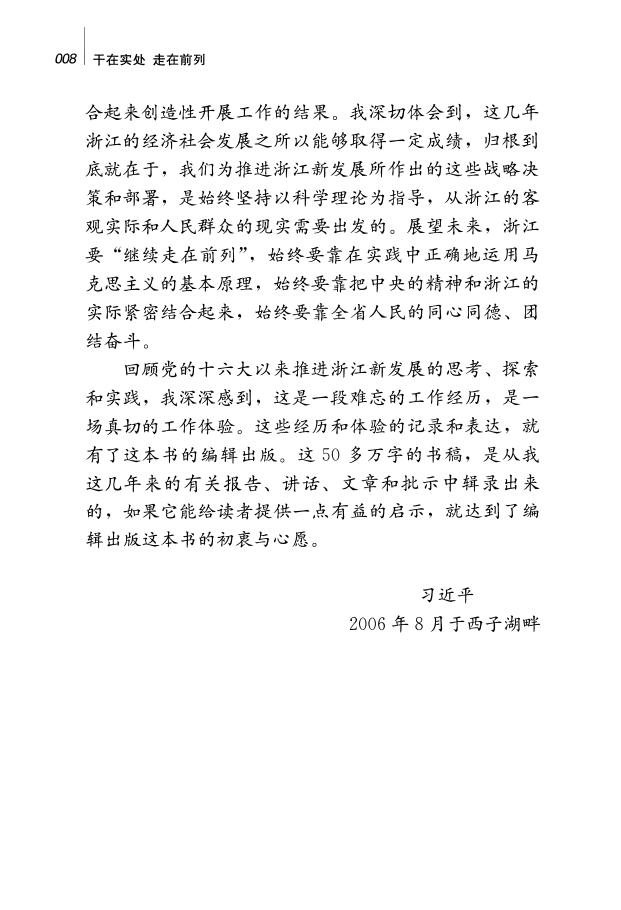 008 干在实处 走在前列
合起来创造性开展工作的结果。我深切体会到，这几年
浙江的经济社会发展之所以能够取得一定成绩，归根到
底就在于，我们为推进浙江新发展所作出的这些战略决
策和部署，是始终坚持以科学理论为指导，从浙江的客
观实际和人民群众的现实需要出发的。展望未来，浙江
要“继续走在前列”，始终要靠在实践中正确地运用马
克思主义的基本原理，始终要靠把中央的精神和浙江的
实际紧密结合起来，始终要靠全省人民的同心同德、团
结奋斗。
回顾党的十六大以来推进浙江新发展的思考、探索
和实践，我深深感到，这是一段难忘的工作经历，是一
场真切的工作体验。这些经历和体验的记录和表达，就
有了这本书的编辑出版。这 50 多万字的书稿，是从我
这几年来的有关报告、讲话、文章和批示中辑录出来
的，如果它能给读者提供一点有益的启示，就达到了编
辑出版这本书的初衷与心愿。
习近平
2006 年 8 月于西子湖畔